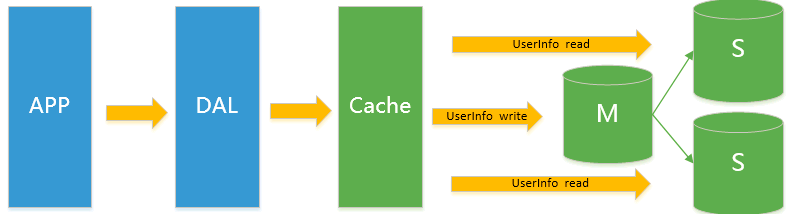 APP
DAL
Cache
UserInfo read
UserInfo write
UserInfo read
M
S
S